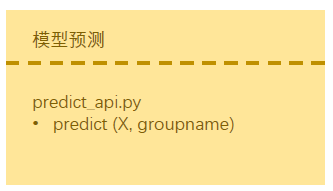 模型预测
predict_api.py
• predict (X, groupname)